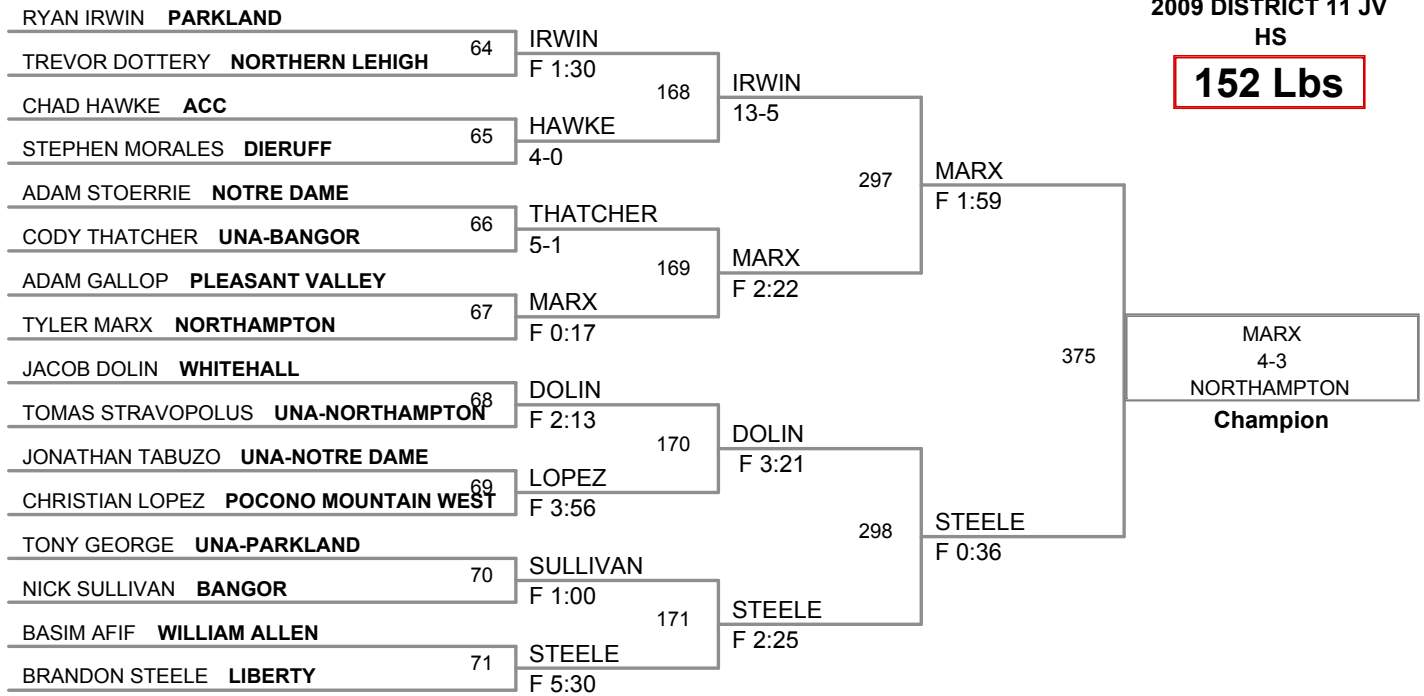 2009 DISTRICT 11 JV
HS
152 Lbs
RYAN IRWIN PARKLAND
TREVOR DOTTERY NORTHERN LEHIGH
64
IRWIN
F 1:30
CHAD HAWKE ACC
STEPHEN MORALES DIERUFF
65
HAWKE
4-0
168
IRWIN
13-5
ADAM STOERRIE NOTRE DAME
CODY THATCHER UNA-BANGOR
66
THATCHER
5-1
ADAM GALLOP PLEASANT VALLEY
TYLER MARX NORTHAMPTON
67
MARX
F 0:17
169
MARX
F 2:22
297
MARX
F 1:59
JACOB DOLIN WHITEHALL
TOMAS STRAVOPOLUS UNA-NORTHAMPTON
68
DOLIN
F 2:13
JONATHAN TABUZO UNA-NOTRE DAME
CHRISTIAN LOPEZ POCONO MOUNTAIN WEST
69
LOPEZ
F 3:56
170
DOLIN
F 3:21
TONY GEORGE UNA-PARKLAND
NICK SULLIVAN BANGOR
70
SULLIVAN
F 1:00
BASIM AFIF WILLIAM ALLEN
BRANDON STEELE LIBERTY
71
STEELE
F 5:30
171
STEELE
F 2:25
298
STEELE
F 0:36
375
MARX
4-3
NORTHAMPTON
Champion